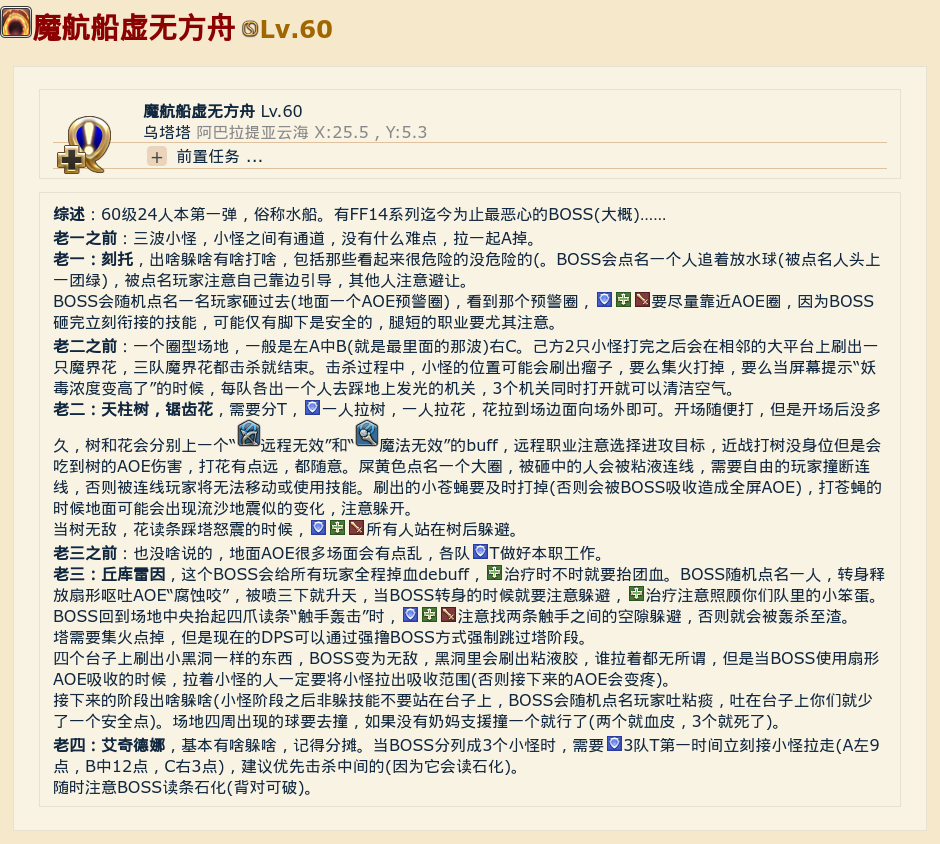 魔航船虚无方舟 Lv.60
魔航船虚无方舟 Lv.60
乌塔塔 阿巴拉提亚云海 X:25.5 , Y:5.3
+ 前置任务 ...
综述：60级24人本第一弹，俗称水船。有FF14系列迄今为止最恶心的BOSS(大概)......
老一之前：三波小怪，小怪之间有通道，没有什么难点，拉一起A掉。
老一：刻托，出啥躲啥有啥打啥，包括那些看起来很危险的没危险的(。BOSS会点名一个人追着放水球(被点名人头上
一团绿)，被点名玩家注意自己靠边引导，其他人注意避让。
BOSS会随机点名一名玩家砸过去(地面一个AOE预警圈)，看到那个预警圈，要尽量靠近AOE圈，因为BOSS
砸完立刻衔接的技能，可能仅有脚下是安全的，腿短的职业要尤其注意。
老二之前：一个圈型场地，一般是左A中B(就是最里面的那波)右C。己方2只小怪打完之后会在相邻的大平台上刷出一
只魔界花，三队魔界花都击杀就结束。击杀过程中，小怪的位置可能会刷出瘤子，要么集火打掉，要么当屏幕提示“妖
毒浓度变高了”的时候，每队各出一个人去踩地上发光的机关，3个机关同时打开就可以清洁空气。
老二：天柱树，锯齿花，需要分T，一人拉树，一人拉花，花拉到场边面向场外即可。开场随便打，但是开场后没多
久，树和花会分别上一个“远程无效”和“魔法无效”的buff，远程职业注意选择进攻目标，近战打树没身位但是会
吃到树的AOE伤害，打花有点远，都随意。屎黄色点名一个大圈，被砸中的人会被粘液连线，需要自由的玩家撞断连
线，否则被连线玩家将无法移动或使用技能。刷出的小苍蝇要及时打掉(否则会被BOSS吸收造成全屏AOE)，打苍蝇的
时候地面可能会出现流沙地震似的变化，注意躲开。
当树无敌，花读条踩塔怒震的时候，所有人站在树后躲避。
老三之前：也没啥说的，地面AOE很多场面会有点乱，各队T做好本职工作。
老三：丘库雷因，这个BOSS会给所有玩家全程掉血debuff，治疗时不时就要抬团血。BOSS随机点名一人，转身释
放扇形呕吐AOE“腐蚀咬”，被喷三下就升天，当BOSS转身的时候就要注意躲避，治疗注意照顾你们队里的小笨蛋。
BOSS回到场地中央抬起四爪读条“触手轰击”时，注意找两条触手之间的空隙躲避，否则就会被轰杀至渣。
塔需要集火点掉，但是现在的DPS可以通过强撸BOSS方式强制跳过塔阶段。
四个台子上刷出小黑洞一样的东西，BOSS变为无敌，黑洞里会刷出粘液胶，谁拉着都无所谓，但是当BOSS使用扇形
AOE吸收的时候，拉着小怪的人一定要将小怪拉出吸收范围(否则接下来的AOE会变疼)。
接下来的阶段出啥躲啥(小怪阶段之后非躲技能不要站在台子上，BOSS会随机点名玩家吐粘痰，吐在台子上你们就少
了一个安全点)。场地四周出现的球要去撞，如果没有奶妈支援撞一个就行了(两个就血皮，3个就死了)。
老四：艾奇德娜，基本有啥躲啥，记得分摊。当BOSS分列成3个小怪时，需要3队T第一时间立刻接小怪拉走(A左9
点，B中12点，C右3点)，建议优先击杀中间的(因为它会读石化)。
随时注意BOSS读条石化(背对可破)。